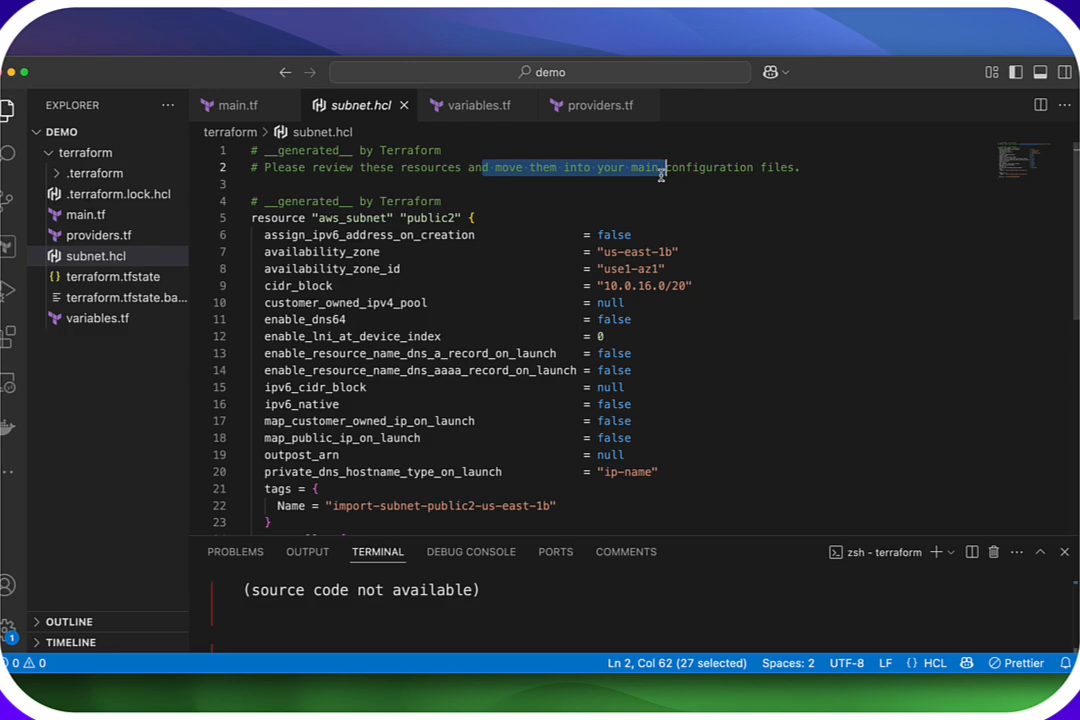 demo
EXPLORER
main.tf
subnet.hcl
variables.tf
providers.tf
DEMO
terraform
.terraform
.terraform.lock.hcl
main.tf
providers.tf
subnet.hcl
{} terraform.tfstate
terraform.tfstate.ba...
variables.tf
OUTLINE
TIMELINE
terraform > subnet.hcl
1 # __generated__ by Terraform
2 # Please review these resources and move them into your main configuration files.
3
4 # __generated__ by Terraform
5 resource "aws_subnet" "public2" {
6 assign_ipv6_address_on_creation = false
7 availability_zone = "us-east-1b"
8 availability_zone_id = "use1-az1"
9 cidr_block = "10.0.16.0/20"
10 customer_owned_ipv4_pool = null
11 enable_dns64 = false
12 enable_lni_at_device_index = 0
13 enable_resource_name_dns_a_record_on_launch = false
14 enable_resource_name_dns_aaaa_record_on_launch = false
15 ipv6_cidr_block = null
16 ipv6_native = false
17 map_customer_owned_ip_on_launch = false
18 map_public_ip_on_launch = false
19 outpost_arn = null
20 private_dns_hostname_type_on_launch = "ip-name"
21 tags = {
22 Name = "import-subnet-public2-us-east-1b"
23 }
PROBLEMS OUTPUT TERMINAL DEBUG CONSOLE PORTS COMMENTS
zsh - terraform
(source code not available)
1
0 0 Ln 2, Col 62 (27 selected) Spaces: 2 UTF-8 LF {} HCL Prettier